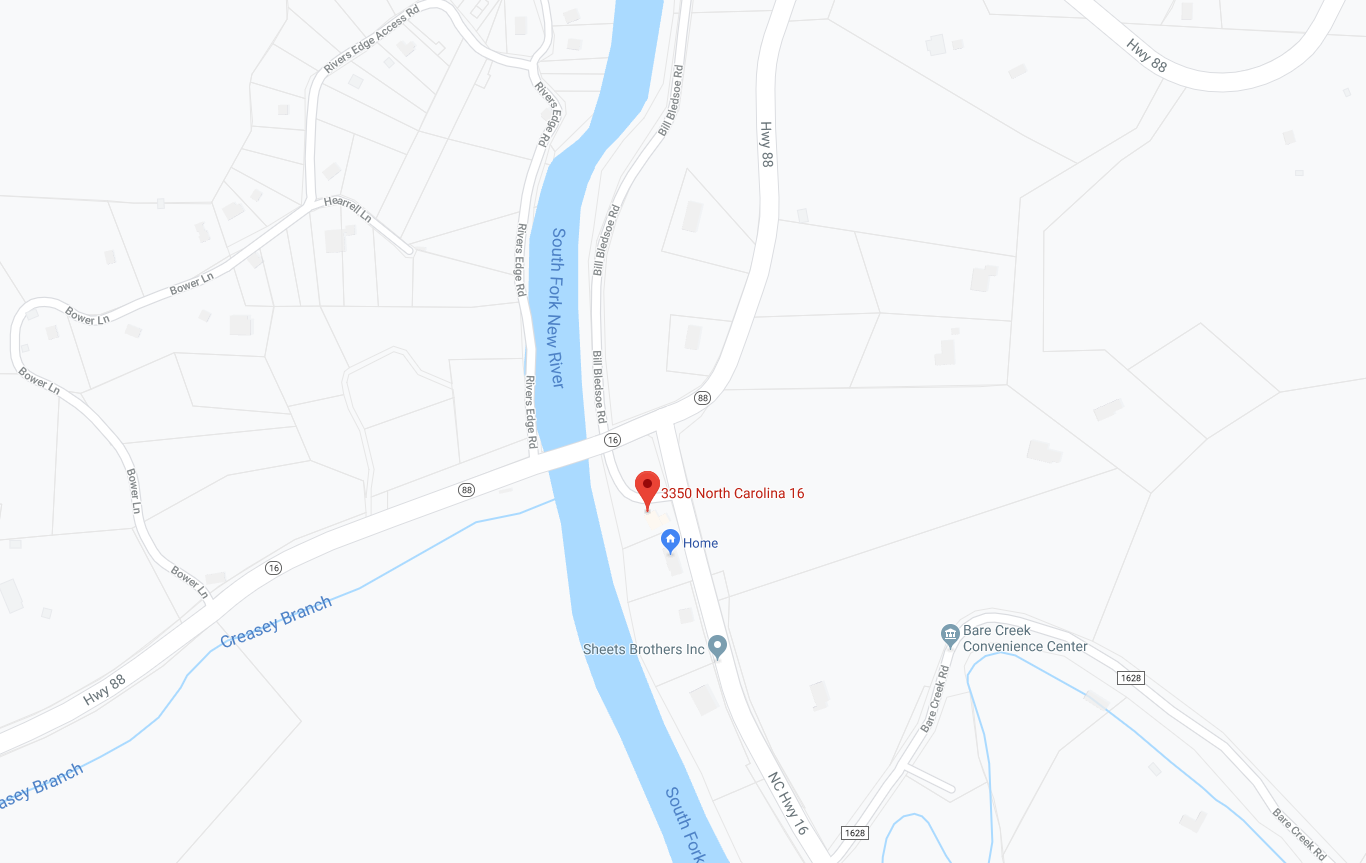 Rivers Edge Access Rd
Hwy 88
Rivers Edge Rd
Bill Bledsoe Rd
Hwy 88
Hearrell Ln
Bill Bledsoe Rd
Rivers Edge Rd
South Fork New River
Bower Ln
Bower Ln
Bower Ln
Bill Bledsoe Rd
Rivers Edge Rd
88
16
88
3350 North Carolina 16
Bower Ln
Home
16
Bower Ln
Creasey Branch
Sheets Brothers Inc
Bare Creek
Convenience Center
1628
Hwy 88
Bare Creek Rd
easey Branch
NC Hwy 16
South Fork
1628
Bare Creek Rd